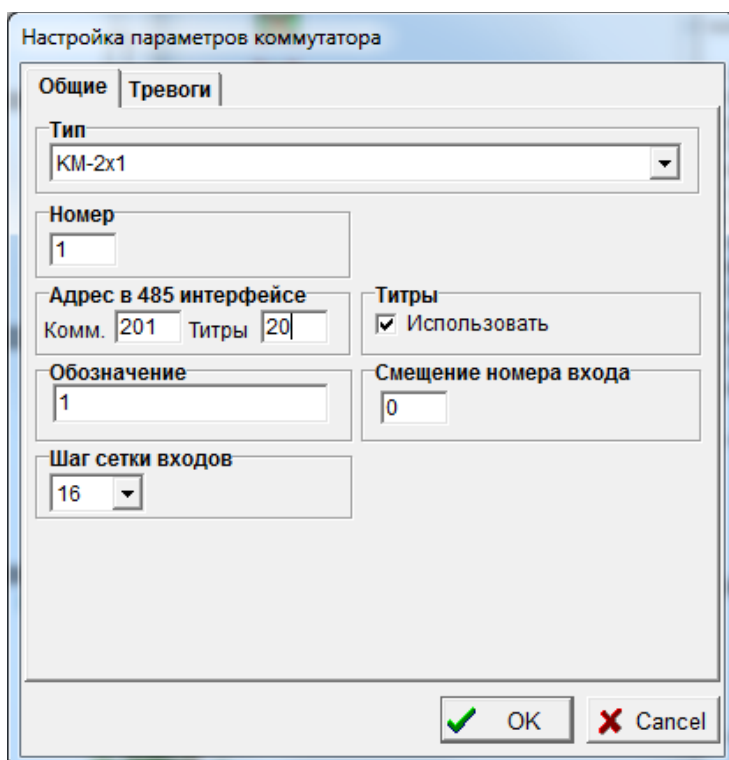 Настройка параметров коммутатора
Общие Тревоги
Тип
КМ-2x1
Номер
1
Адрес в 485 интерфейсе
Комм. 201 Титры 20
Титры
Использовать
Обозначение
1
Смещение номера входа
0
Шаг сетки входов
16
OK Cancel